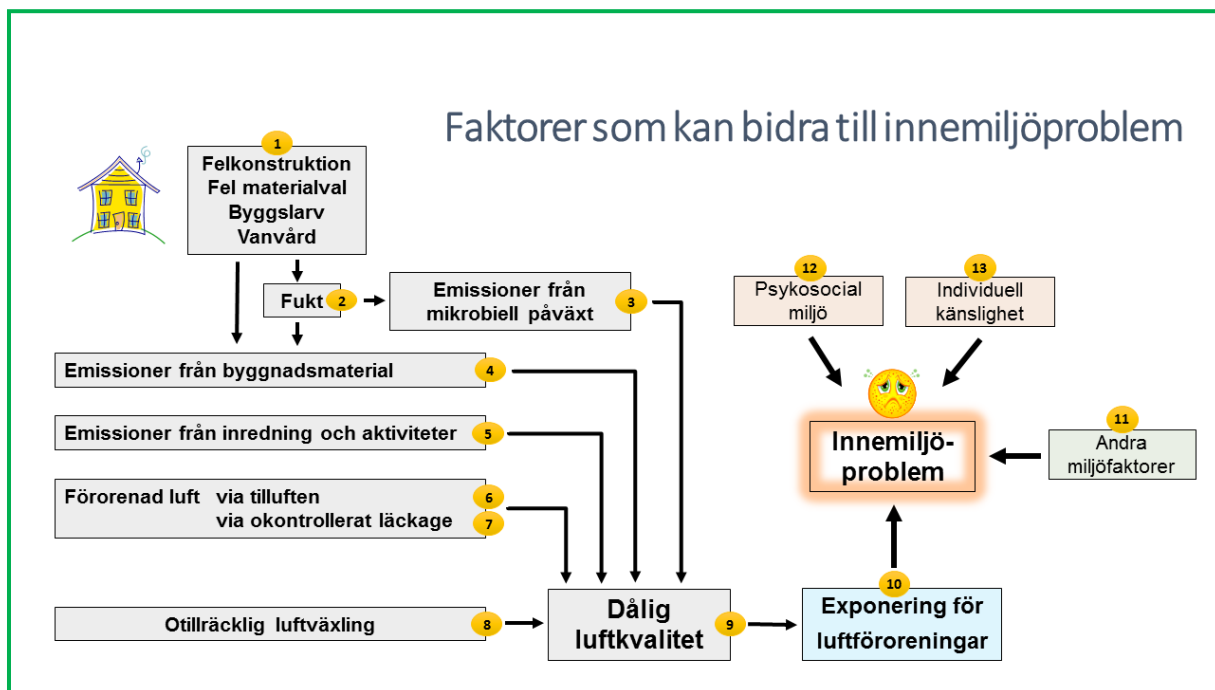 Faktorer som kan bidra till innemiljöproblem
1
Felkonstruktion
Fel materialval
Byggslarv
Vanvård
Fukt 2
Emissioner från
mikrobiell påväxt
3
Emissioner från byggnadsmaterial 4
Emissioner från inredning och aktiviteter 5
Förorenad luft via tilluften 6
via okontrollerat läckage 7
Otillräcklig luftväxling 8
Dålig
luftkvalitet
9
10
Exponering för
luftföroreningar
11
Andra
miljöfaktorer
12
Psykosocial
miljö
13
Individuell
känslighet
Innemiljö-
problem